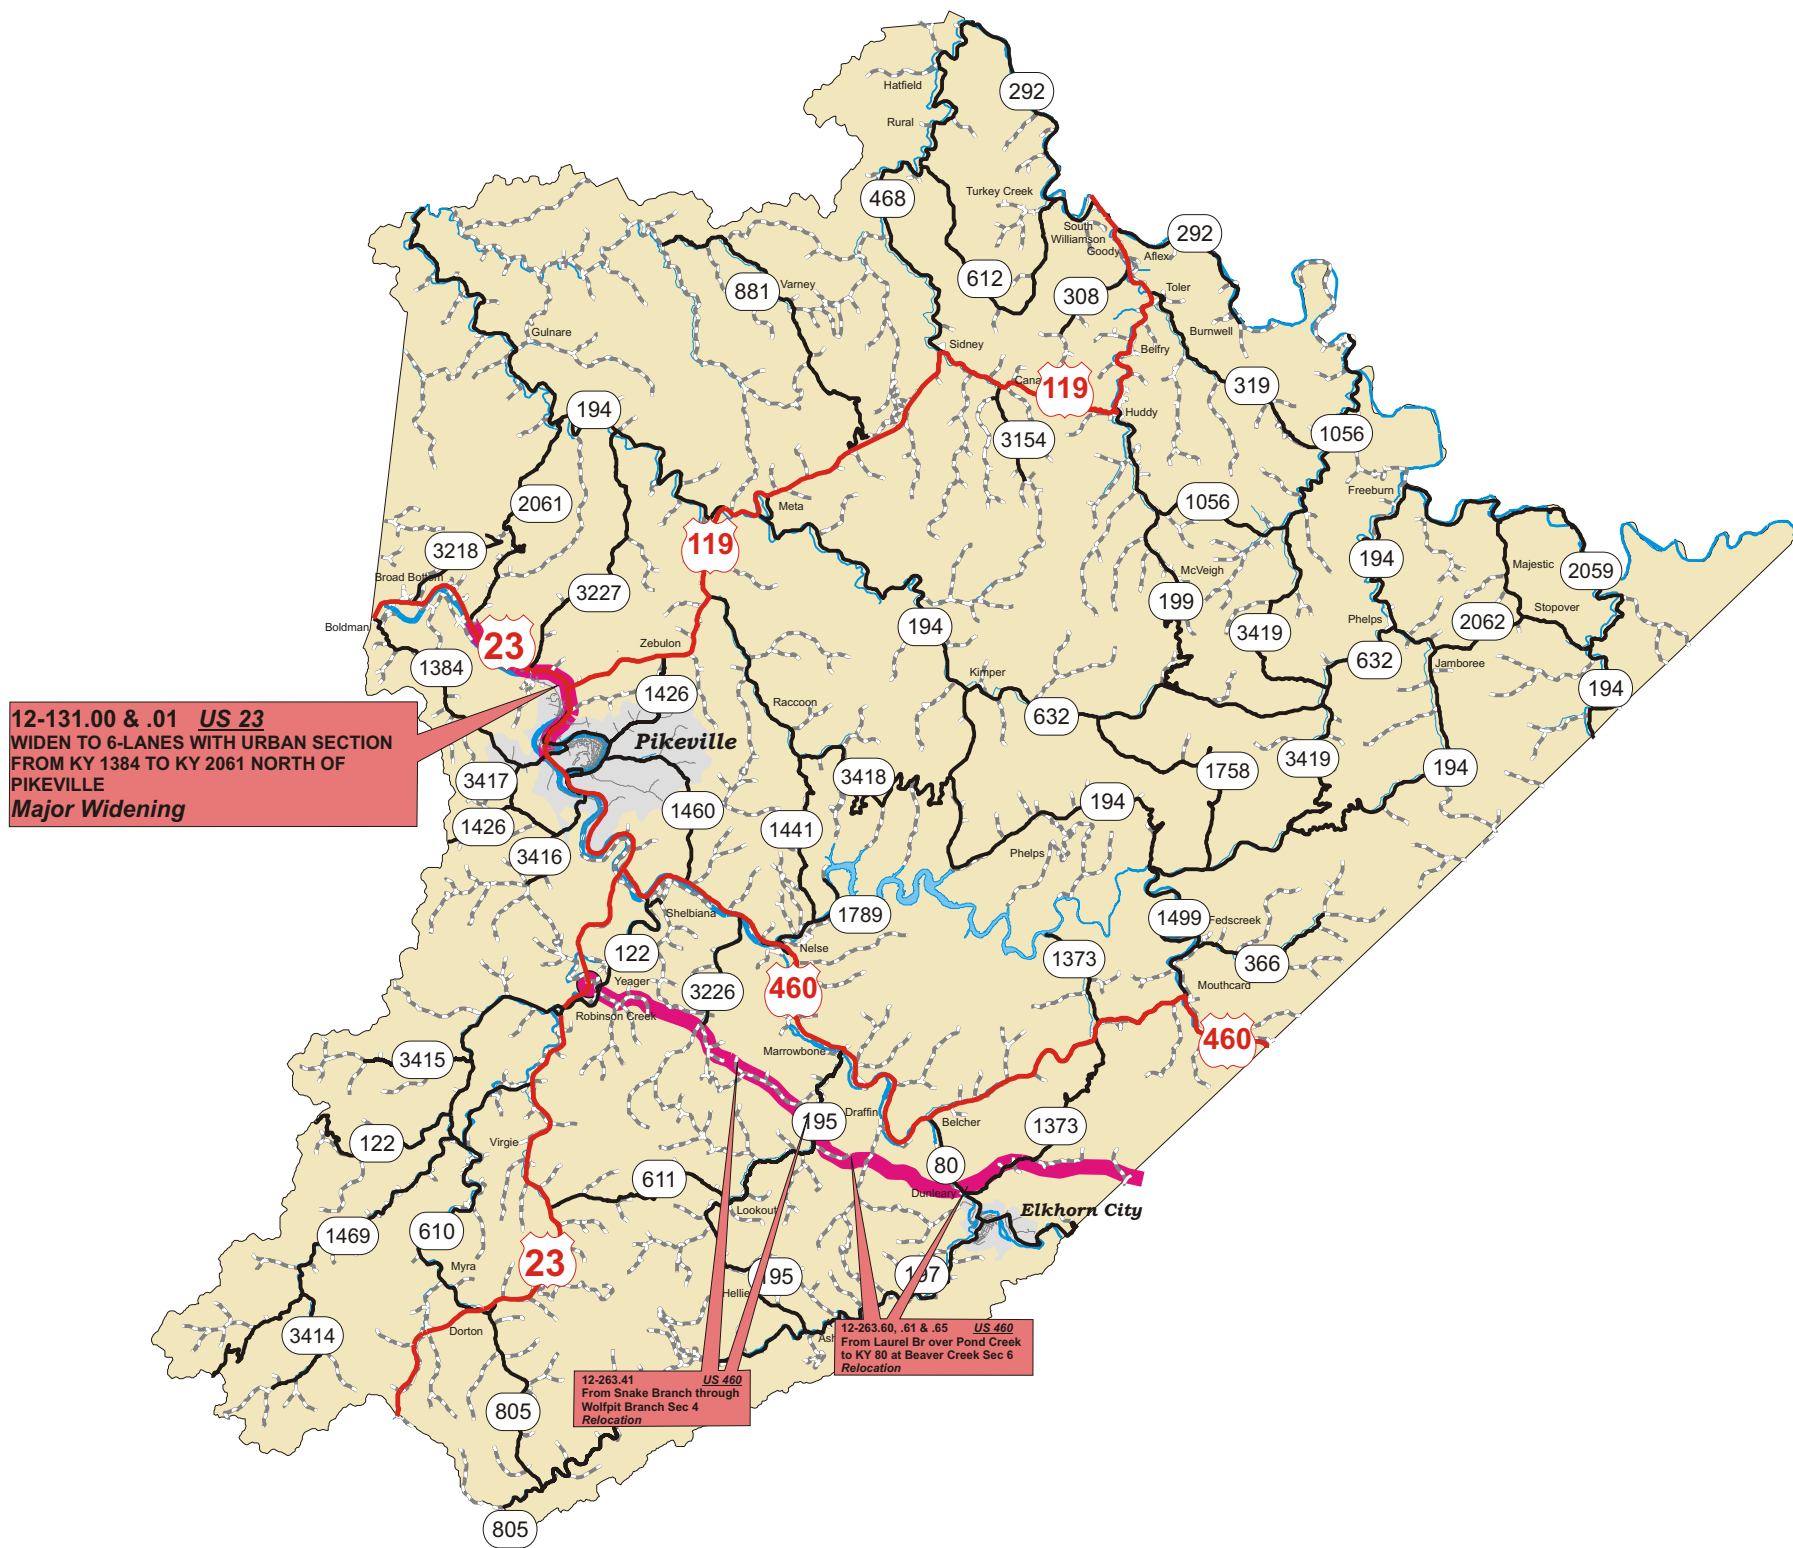 292
Hatfield
Rural
468
Turkey Creek
South
Williamson
Goody
292
Aflex
612
308
Toler
881
Varney
Burnwell
Gulnare
Sidney
Belfry
119
319
Huddy
194
3154
1056
Freeburn
2061
Meta
1056
119
3218
194
Majestic
2059
Broad Bottom
McVeigh
3227
199
Stopover
Boldman
194
3419
Phelps
2062
23
Zebulon
632
Jamboree
1384
Kimper
1426
194
Raccoon
632
12-131.00 & .01 US 23
WIDEN TO 6-LANES WITH URBAN SECTION
FROM KY 1384 TO KY 2061 NORTH OF
PIKEVILLE
Major Widening
Pikeville
3417
3418
1758
3419
194
1460
194
1426
1441
3416
Phelps
1789
Shelbiana
1499
Fedscreek
122
Nelse
1373
366
Yeager
3226
460
Mouthcard
Robinson Creek
460
Marrowbone
3415
195
Draffin
Belcher
1373
122
Virgie
80
611
Dunleary
Lookout
Elkhorn City
1469
610
23
Myra
195
197
Hellier
3414
Dorton
Ash
12-263.60, .61 & .65 US 460
From Laurel Br over Pond Creek
to KY 80 at Beaver Creek Sec 6
Relocation
12-263.41 US 460
From Snake Branch through
Wolfpit Branch Sec 4
Relocation
805
805